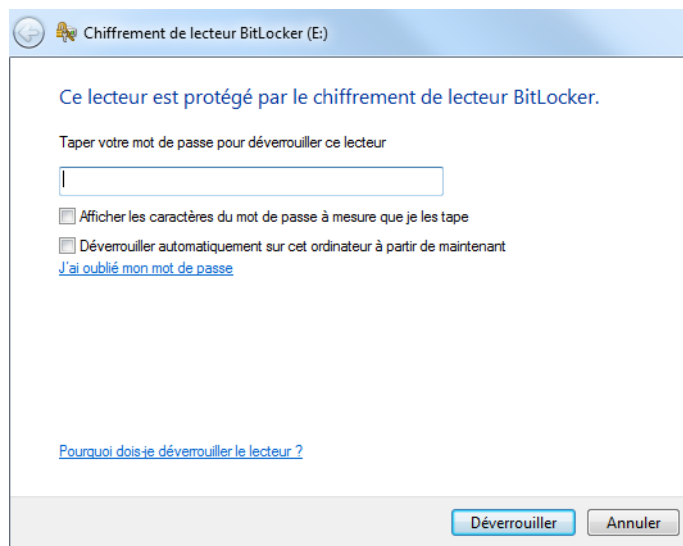 Chiffrement de lecteur BitLocker (E:)
Ce lecteur est protégé par le chiffrement de lecteur BitLocker.
Taper votre mot de passe pour déverrouiller ce lecteur
Afficher les caractères du mot de passe à mesure que je les tape
Déverrouiller automatiquement sur cet ordinateur à partir de maintenant
J'ai oublié mon mot de passe
Pourquoi dois-je déverrouiller le lecteur ?
Déverrouiller Annuler